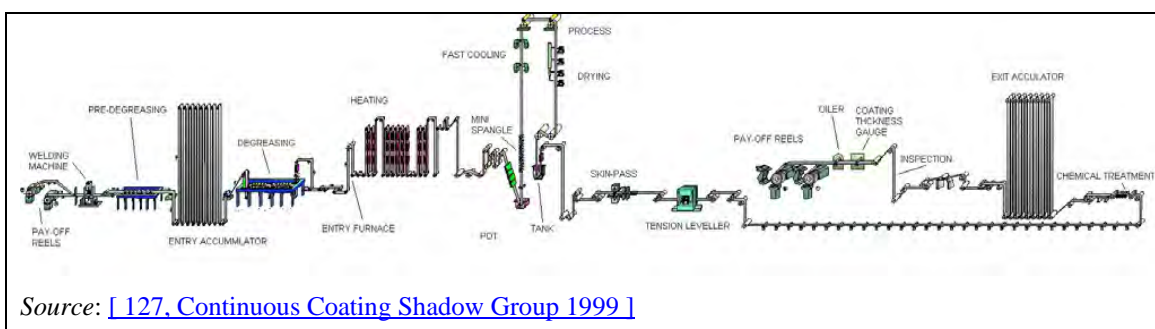 PROCESS
FAST COOLING
DRYING
EXIT ACCULATOR
HEATING
PRE-DEGREASING
OILER
COATING
THCKNESS
GAUGE
MINI
SPANGLE
DEGREASING
PAY-OFF REELS
WELDING
MACHINE
INSPECTION
SKIN-PASS
CHEMICAL TREATMENT
PAY-OFF
REELS
ENTRY ACCUMMLATOR
ENTRY FURNACE
POT
TANK
TENSION LEVELLER
Source: [ 127, Continuous Coating Shadow Group 1999 ]